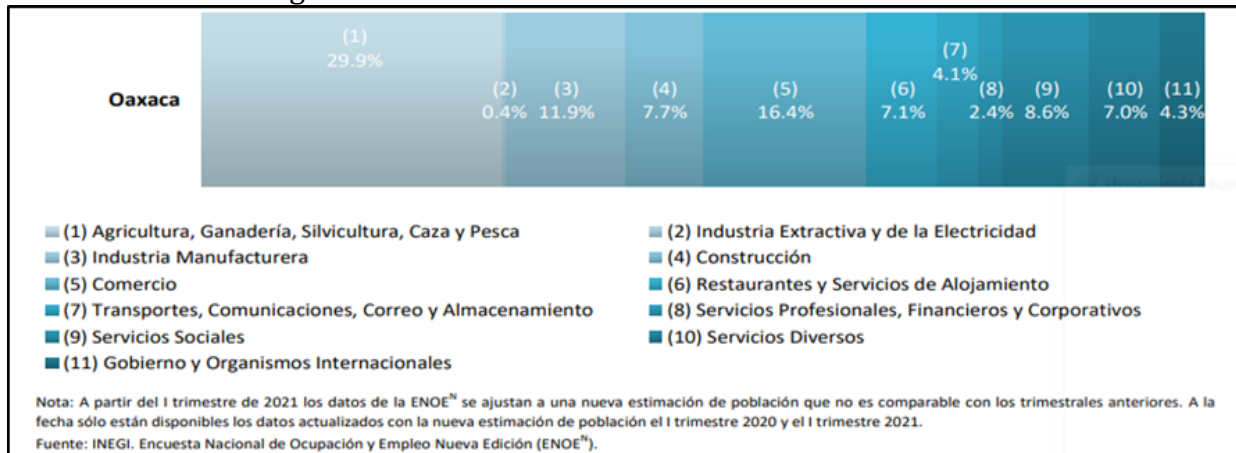 (1)
29.9%
(7)
4.1%
Oaxaca
(2) (3) (4) (5) (6) (8) (9) (10) (11)
0.4% 11.9% 7.7% 16.4% 7.1% 2.4% 8.6% 7.0% 4.3%
(1) Agricultura, Ganadería, Silvicultura, Caza y Pesca
(2) Industria Extractiva y de la Electricidad
(3) Industria Manufacturera
(4) Construcción
(5) Comercio
(6) Restaurantes y Servicios de Alojamiento
(7) Transportes, Comunicaciones, Correo y Almacenamiento
(8) Servicios Profesionales, Financieros y Corporativos
(9) Servicios Sociales
(10) Servicios Diversos
(11) Gobierno y Organismos Internacionales
Nota: A partir del I trimestre de 2021 los datos de la ENOEᴺ se ajustan a una nueva estimación de población que no es comparable con los trimestrales anteriores. A la
fecha sólo están disponibles los datos actualizados con la nueva estimación de población el I trimestre 2020 y el I trimestre 2021.
Fuente: INEGI. Encuesta Nacional de Ocupación y Empleo Nueva Edición (ENOEᴺ).